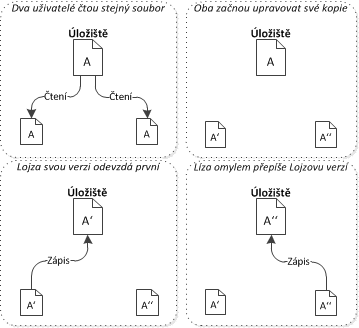 Dva uživatelé čtou stejný soubor
Úložiště
A
Čtení
Čtení
A
A
Oba začnou upravovat své kopie
Úložiště
A
A‘
A‘‘
Lojza svou verzi odevzdá první
Úložiště
A‘
Zápis
A‘
A‘‘
Líza omylem přepíše Lojzovu verzí
Úložiště
A‘‘
Zápis
A‘
A‘‘